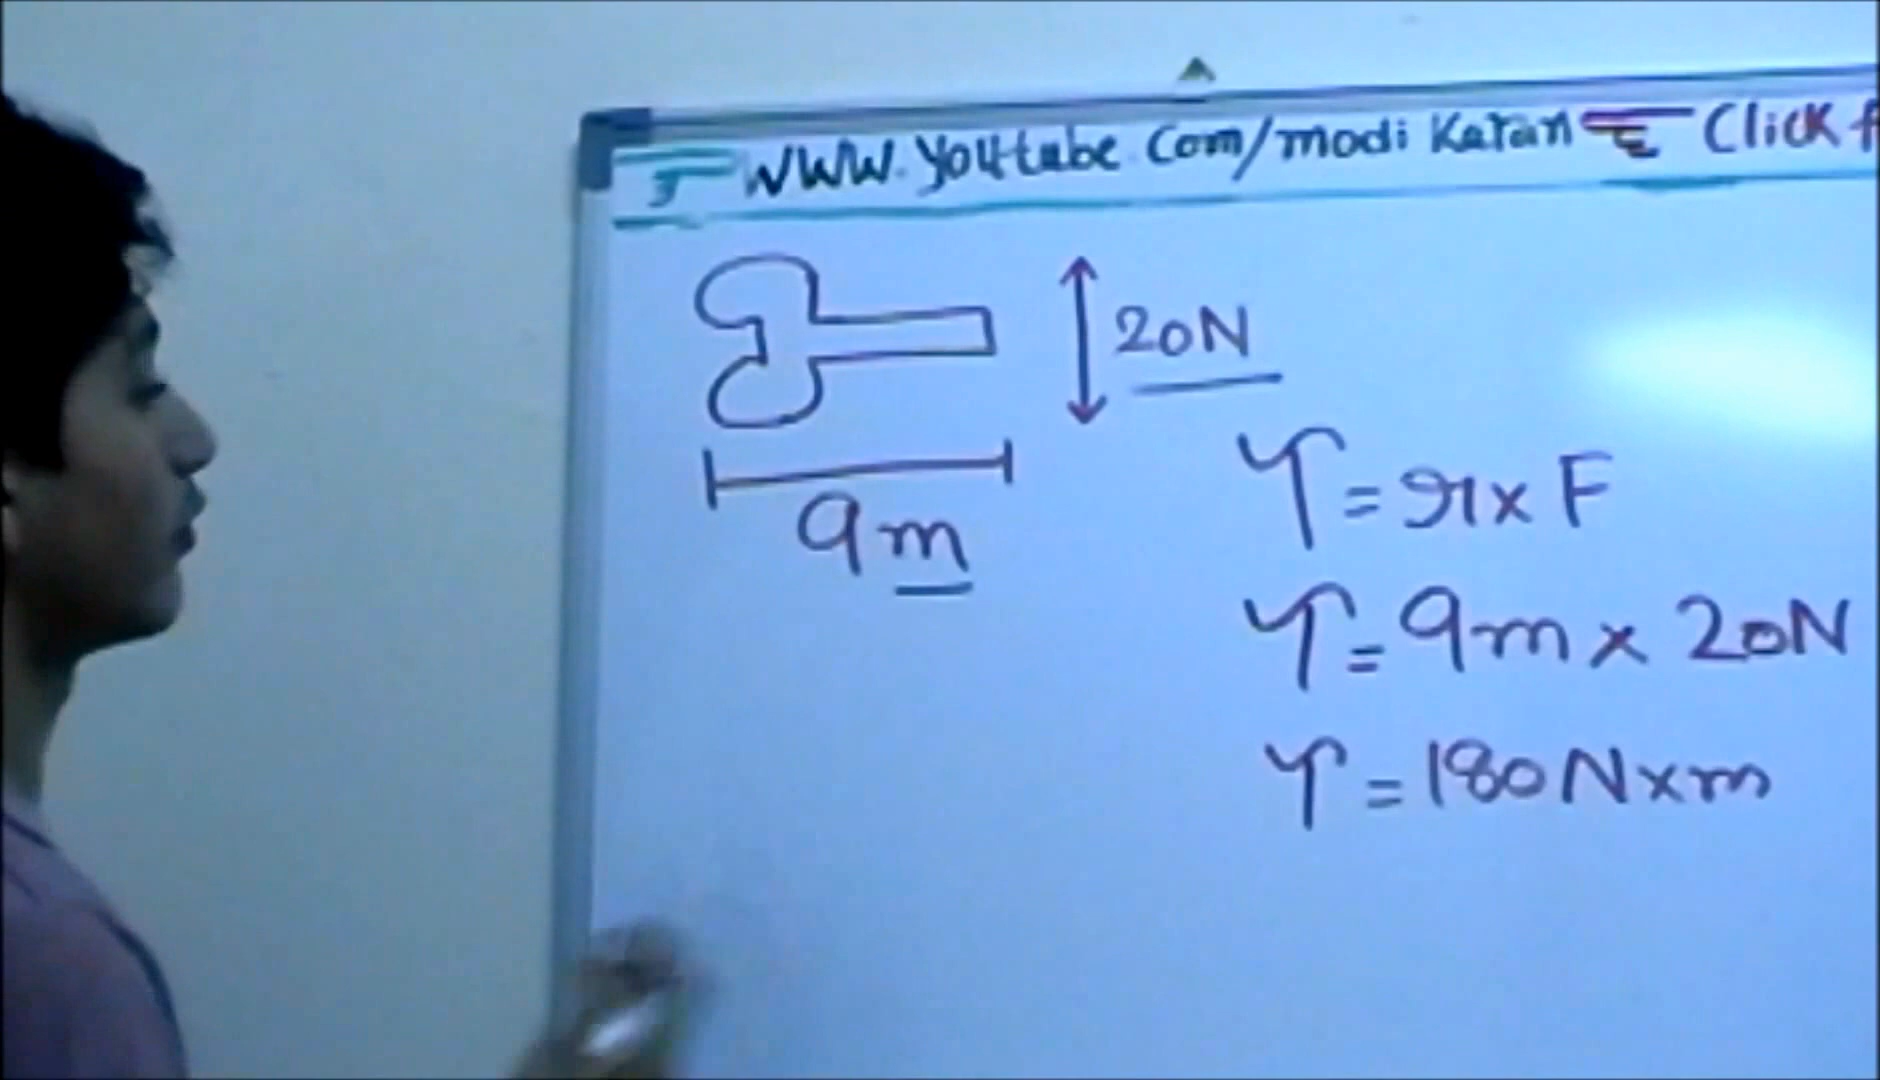 WWW.Youtube.Com/modi Karan Click f
20N
9m
τ = r x F
τ = 9m x 20N
τ = 180 N x m